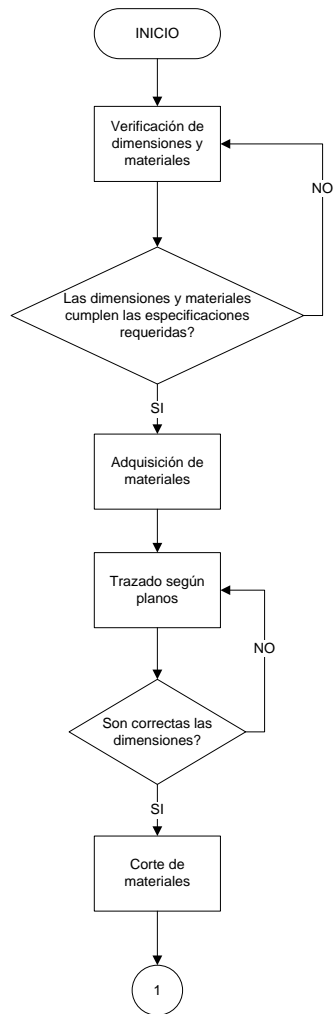 INICIO
Verificación de
dimensiones y
materiales
NO
Las dimensiones y materiales
cumplen las especificaciones
requeridas?
SI
Adquisición de
materiales
Trazado según
planos
NO
Son correctas las
dimensiones?
SI
Corte de
materiales
1